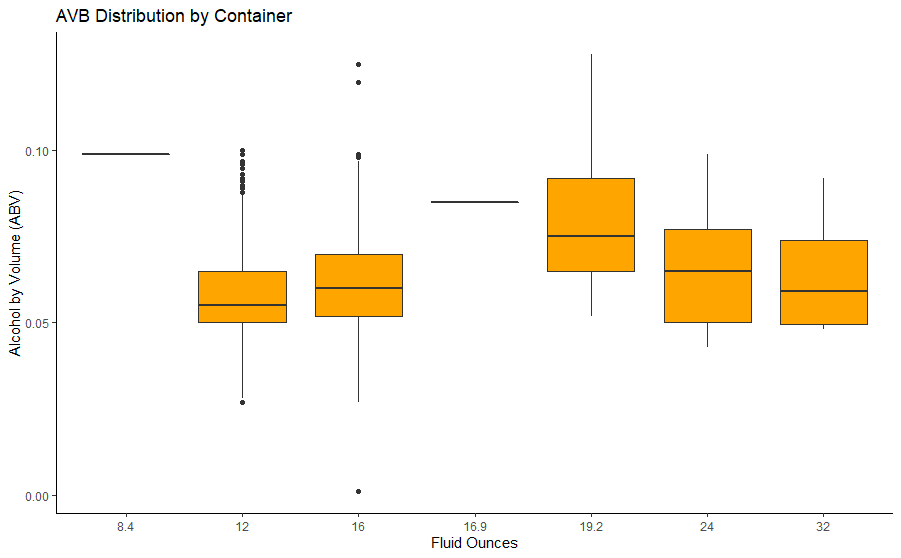 AVB Distribution by Container
Alcohol by Volume (ABV)
0.10
0.05
0.00
8.4 12 16 16.9 19.2 24 32
Fluid Ounces